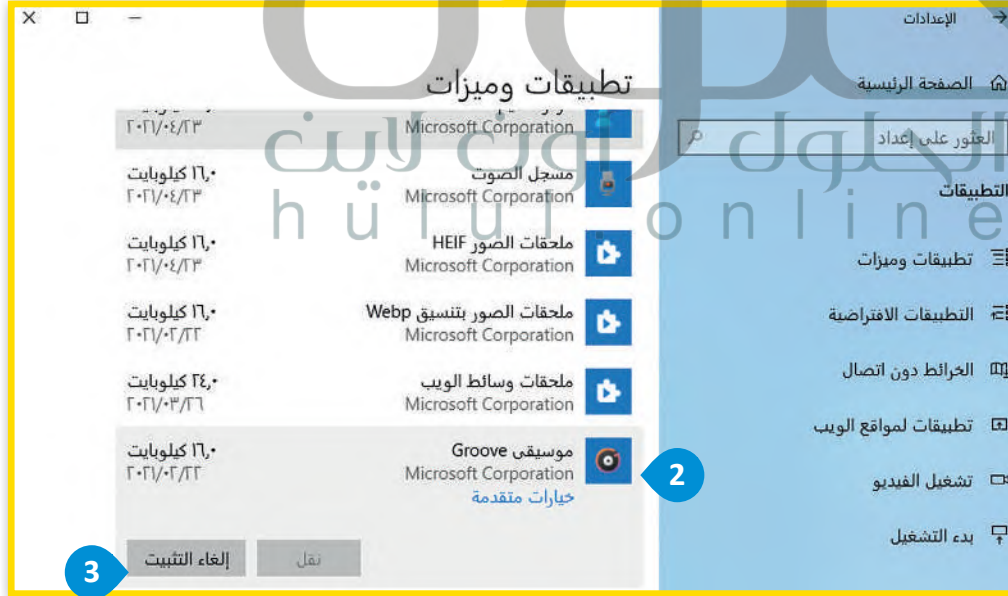 الإعدادات
الصفحة الرئيسية
العثور على إعداد
التطبيقات
تطبيقات وميزات
التطبيقات الافتراضية
الخرائط دون اتصال
تطبيقات لمواقع الويب
تشغيل الفيديو
بدء التشغيل
تطبيقات وميزات
Microsoft Corporation
٢٠٢١/٠٤/٢٣
مسجل الصوت
١٦,٠ كيلوبايت
Microsoft Corporation
٢٠٢١/٠٤/٢٣
ملحقات الصور HEIF
١٦,٠ كيلوبايت
Microsoft Corporation
٢٠٢١/٠٤/٢٣
ملحقات الصور بتنسيق Webp
١٦,٠ كيلوبايت
Microsoft Corporation
٢٠٢١/٠٢/٢٢
ملحقات وسائط الويب
٢٤,٠ كيلوبايت
Microsoft Corporation
٢٠٢١/٠٣/٢٦
موسيقى Groove
١٦,٠ كيلوبايت
Microsoft Corporation
٢٠٢١/٠٢/٢٢
خيارات متقدمة
2
نقل
إلغاء التثبيت
3
الحلول اون لاين
hülul online